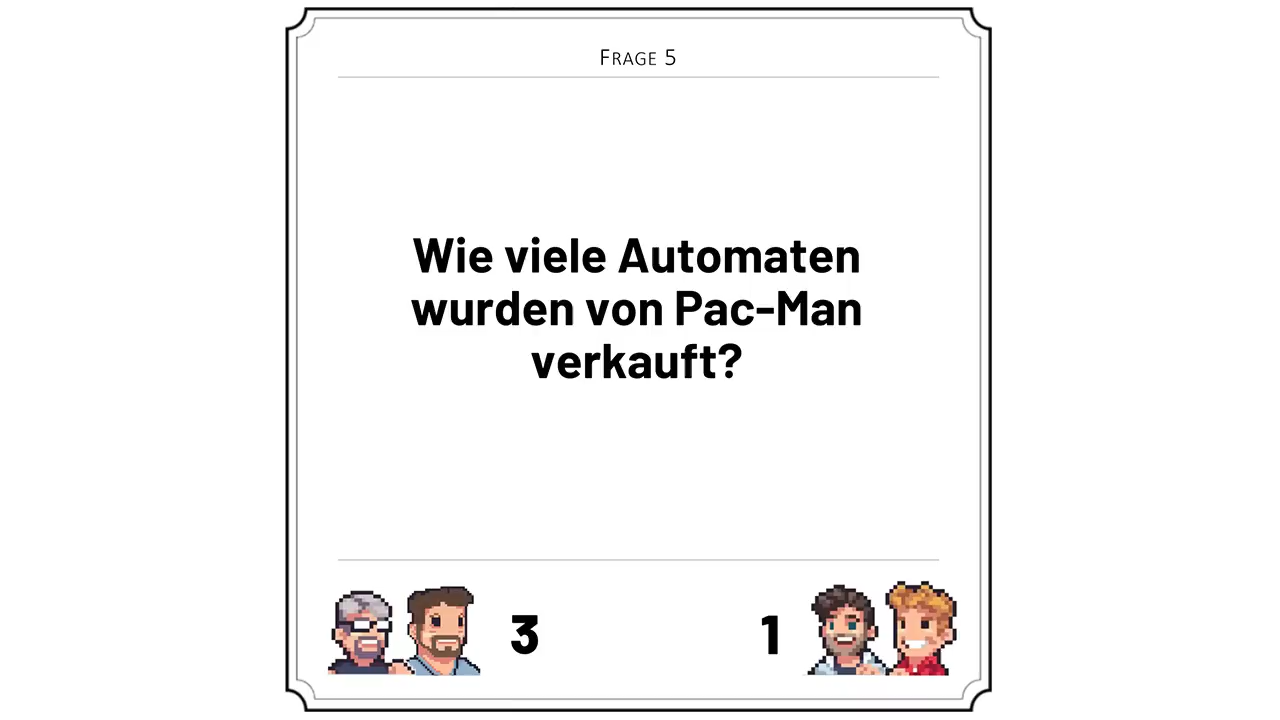 Frage 5
Wie viele Automaten
wurden von Pac-Man
verkauft?
3
1